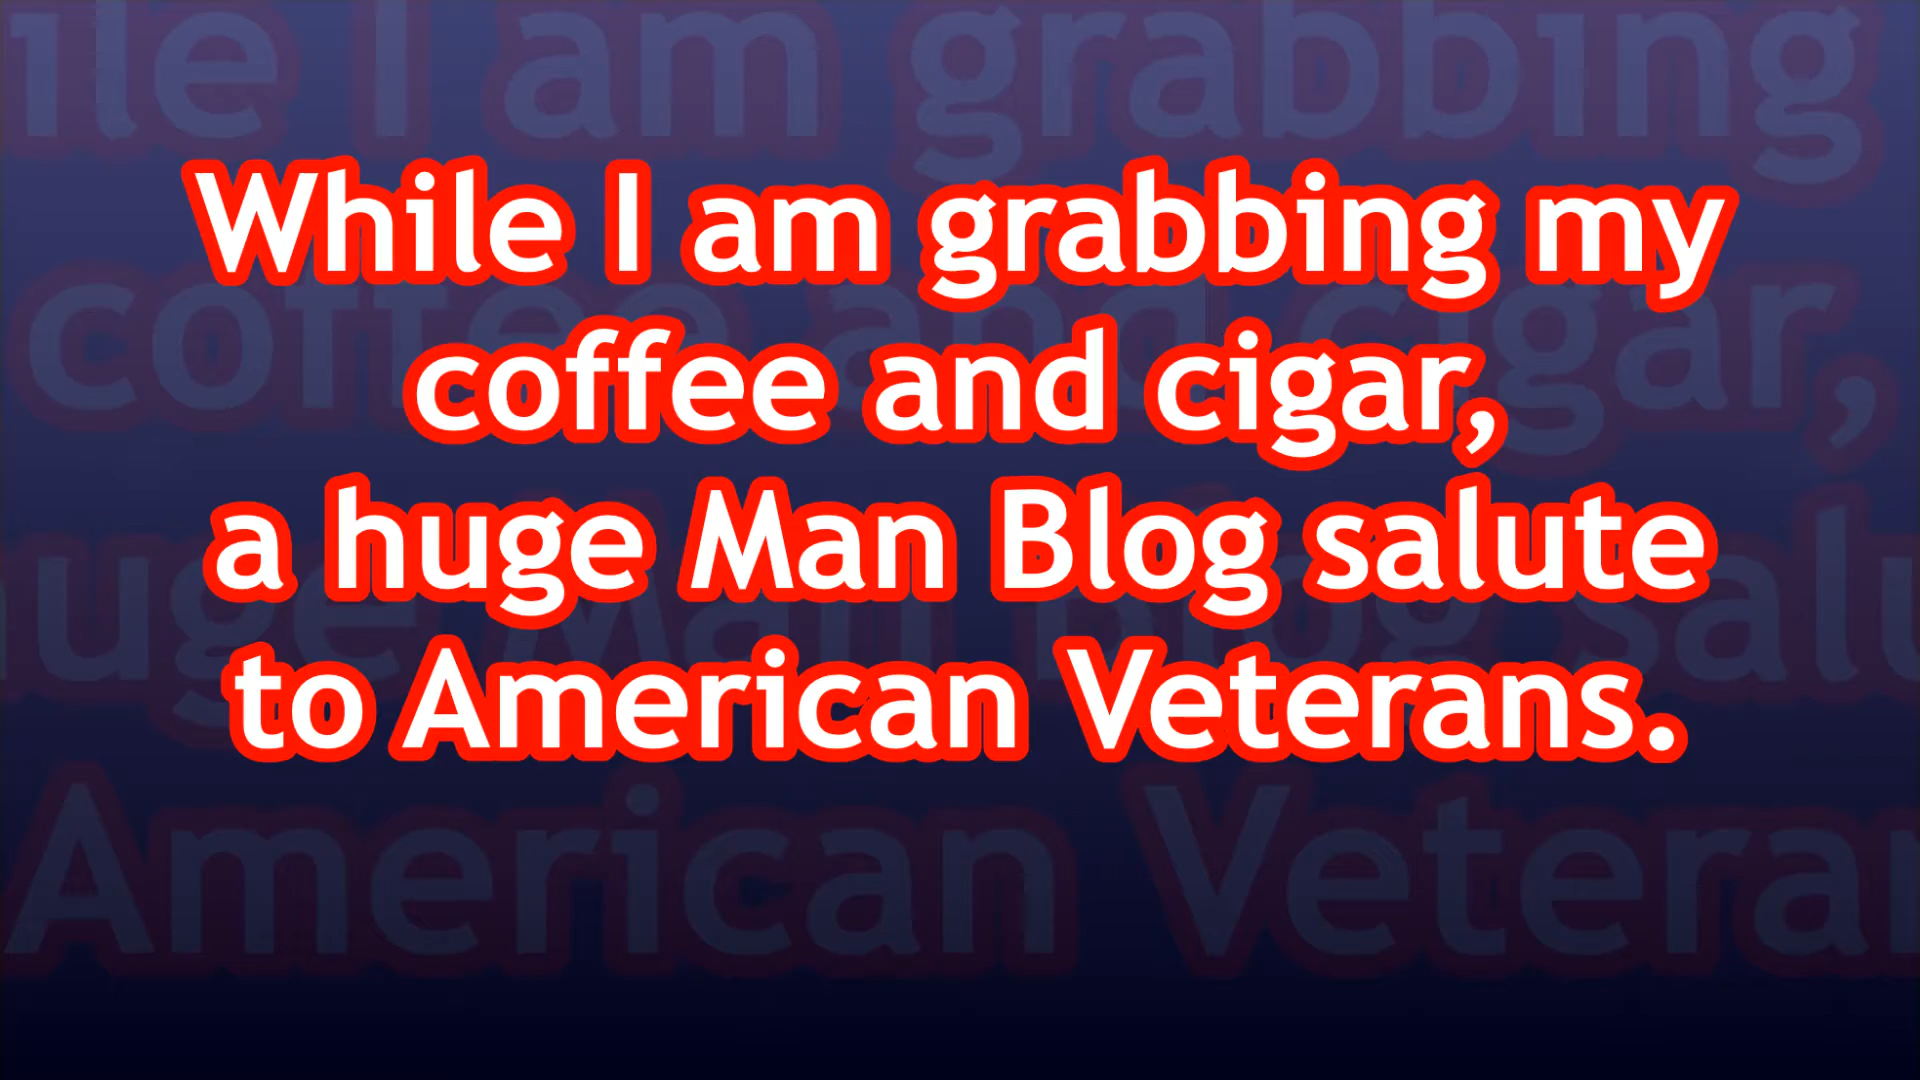 While I am grabbing my
coffee and cigar,
a huge Man Blog salute
to American Veterans.